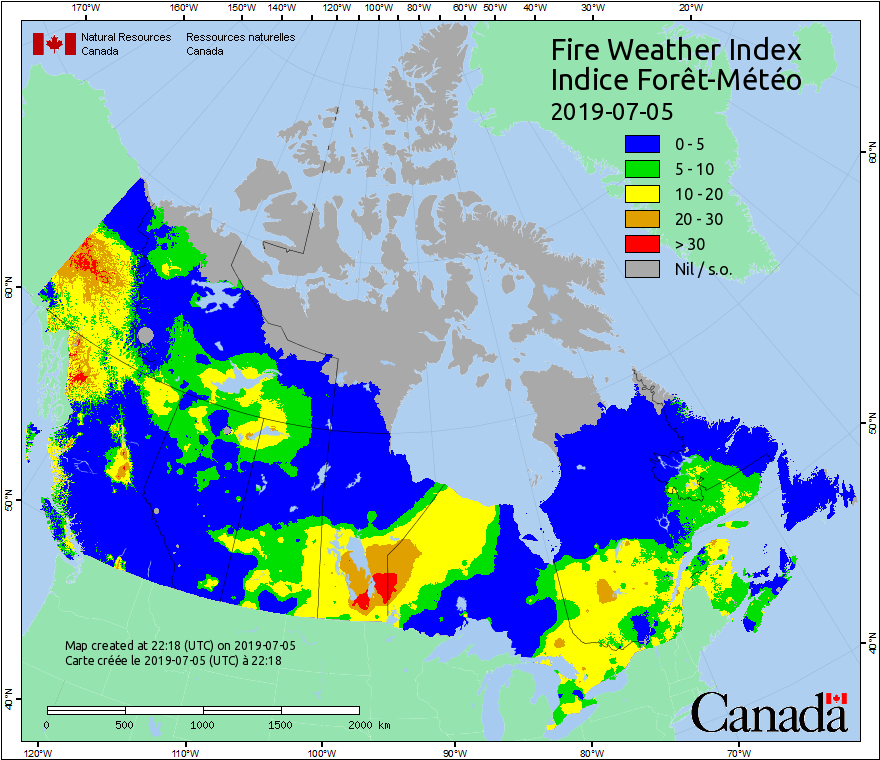 170°W 160°W 150°W 140°W 120°W 100°W 80°W 60°W 50°W 40°W 30°W 20°W
Natural Resources Ressources naturelles
Canada Canada
Fire Weather Index
Indice Forêt-Météo
2019-07-05
0 - 5
5 - 10
10 - 20
20 - 30
> 30
Nil / s.o.
60°N
60°N
50°N
50°N
40°N
40°N
Map created at 22:18 (UTC) on 2019-07-05
Carte créée le 2019-07-05 (UTC) à 22:18
0 500 1000 1500 2000 km
Canada
120°W 110°W 100°W 90°W 80°W 70°W